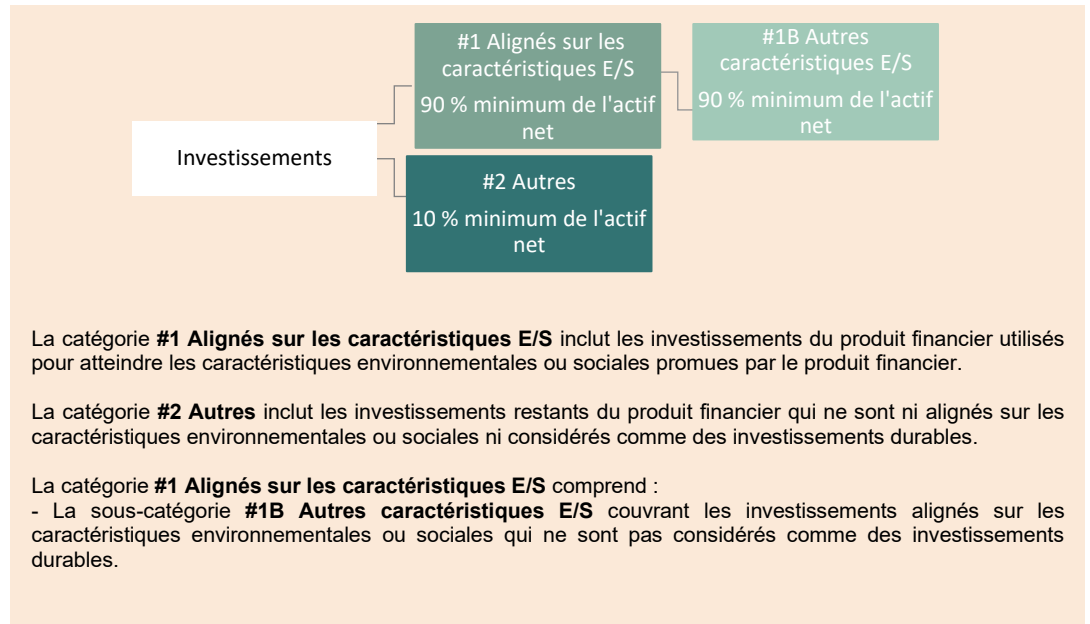 #1 Alignés sur les
caractéristiques E/S
90 % minimum de l'actif
net
#1B Autres
caractéristiques E/S
90 % minimum de l'actif
net
Investissements
#2 Autres
10 % minimum de l'actif
net
La catégorie #1 Alignés sur les caractéristiques E/S inclut les investissements du produit financier utilisés
pour atteindre les caractéristiques environnementales ou sociales promues par le produit financier.
La catégorie #2 Autres inclut les investissements restants du produit financier qui ne sont ni alignés sur les
caractéristiques environnementales ou sociales ni considérés comme des investissements durables.
La catégorie #1 Alignés sur les caractéristiques E/S comprend :
- La sous-catégorie #1B Autres caractéristiques E/S couvrant les investissements alignés sur les
caractéristiques environnementales ou sociales qui ne sont pas considérés comme des investissements
durables.